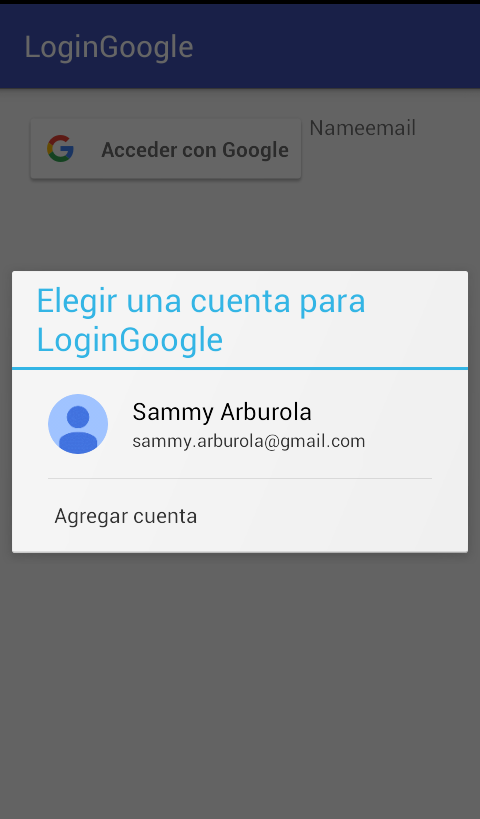 LoginGoogle
Acceder con Google
Nameemail
Elegir una cuenta para
LoginGoogle
Sammy Arburola
sammy.arburola@gmail.com
Agregar cuenta